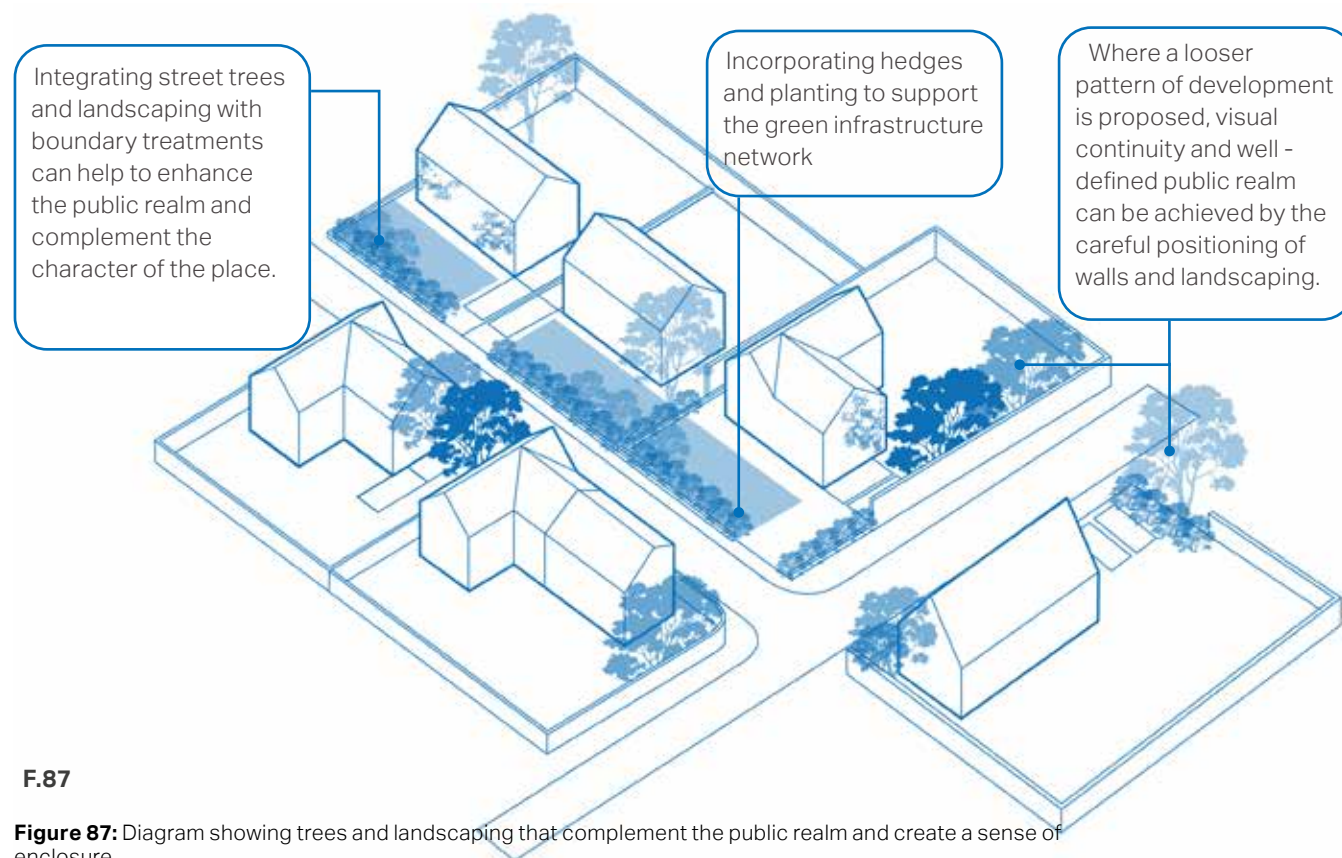 Integrating street trees
and landscaping with
boundary treatments
can help to enhance
the public realm and
complement the
character of the place.
Incorporating hedges
and planting to support
the green infrastructure
network
Where a looser
pattern of development
is proposed, visual
continuity and well -
defined public realm
can be achieved by the
careful positioning of
walls and landscaping.
F.87
Figure 87: Diagram showing trees and landscaping that complement the public realm and create a sense of
enclosure